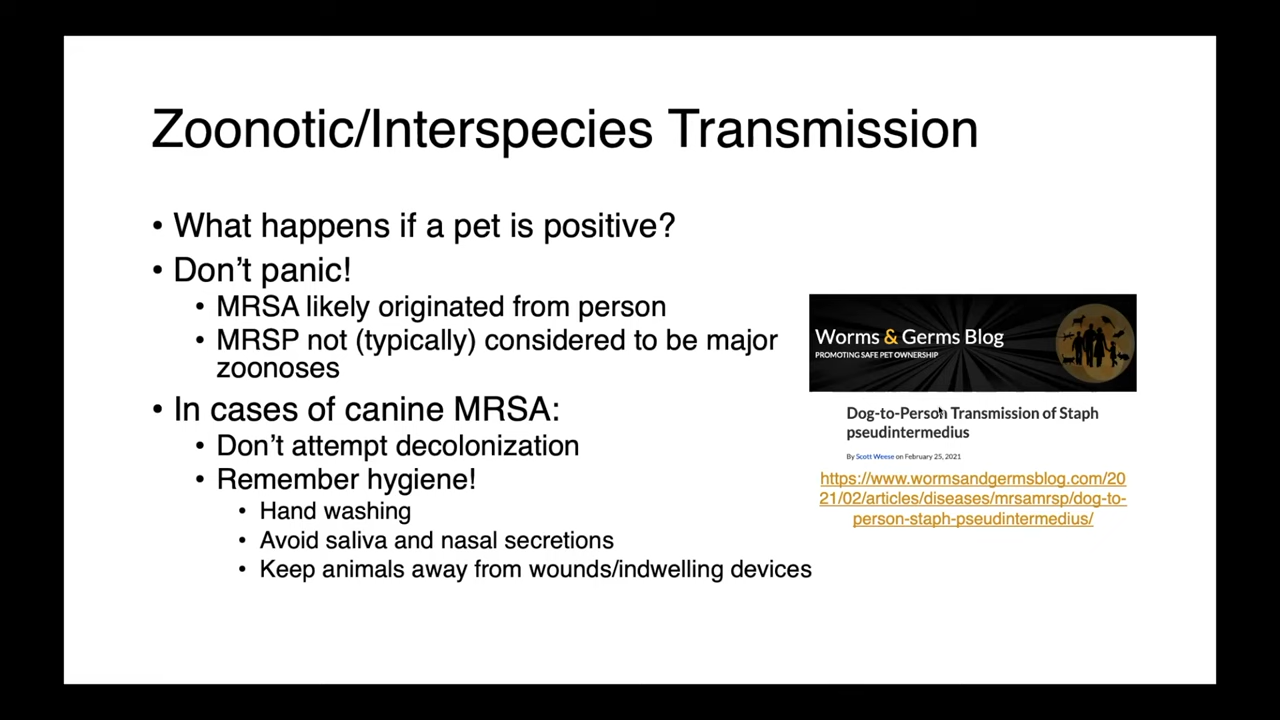 Zoonotic/Interspecies Transmission
• What happens if a pet is positive?
• Don’t panic!
• MRSA likely originated from person
• MRSP not (typically) considered to be major
zoonoses
• In cases of canine MRSA:
• Don’t attempt decolonization
• Remember hygiene!
• Hand washing
• Avoid saliva and nasal secretions
• Keep animals away from wounds/indwelling devices
Worms & Germs Blog
PROMOTING SAFE PET OWNERSHIP
Dog-to-Person Transmission of Staph
pseudintermedius
By Scott Weese on February 25, 2021
https://www.wormsandgermsblog.com/20
21/02/articles/diseases/mrsamrsp/dog-to-
person-staph-pseudintermedius/